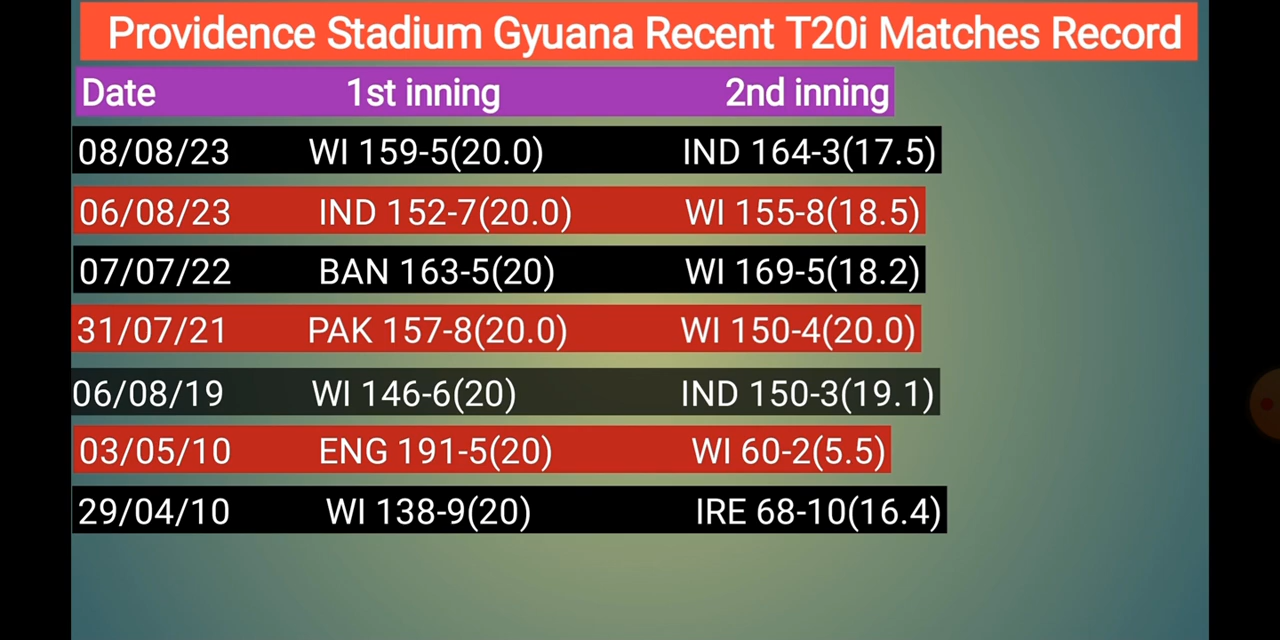 Providence Stadium Gyuana Recent T20i Matches Record
Date 1st inning 2nd inning
08/08/23 WI 159-5(20.0) IND 164-3(17.5)
06/08/23 IND 152-7(20.0) WI 155-8(18.5)
07/07/22 BAN 163-5(20) WI 169-5(18.2)
31/07/21 PAK 157-8(20.0) WI 150-4(20.0)
06/08/19 WI 146-6(20) IND 150-3(19.1)
03/05/10 ENG 191-5(20) WI 60-2(5.5)
29/04/10 WI 138-9(20) IRE 68-10(16.4)